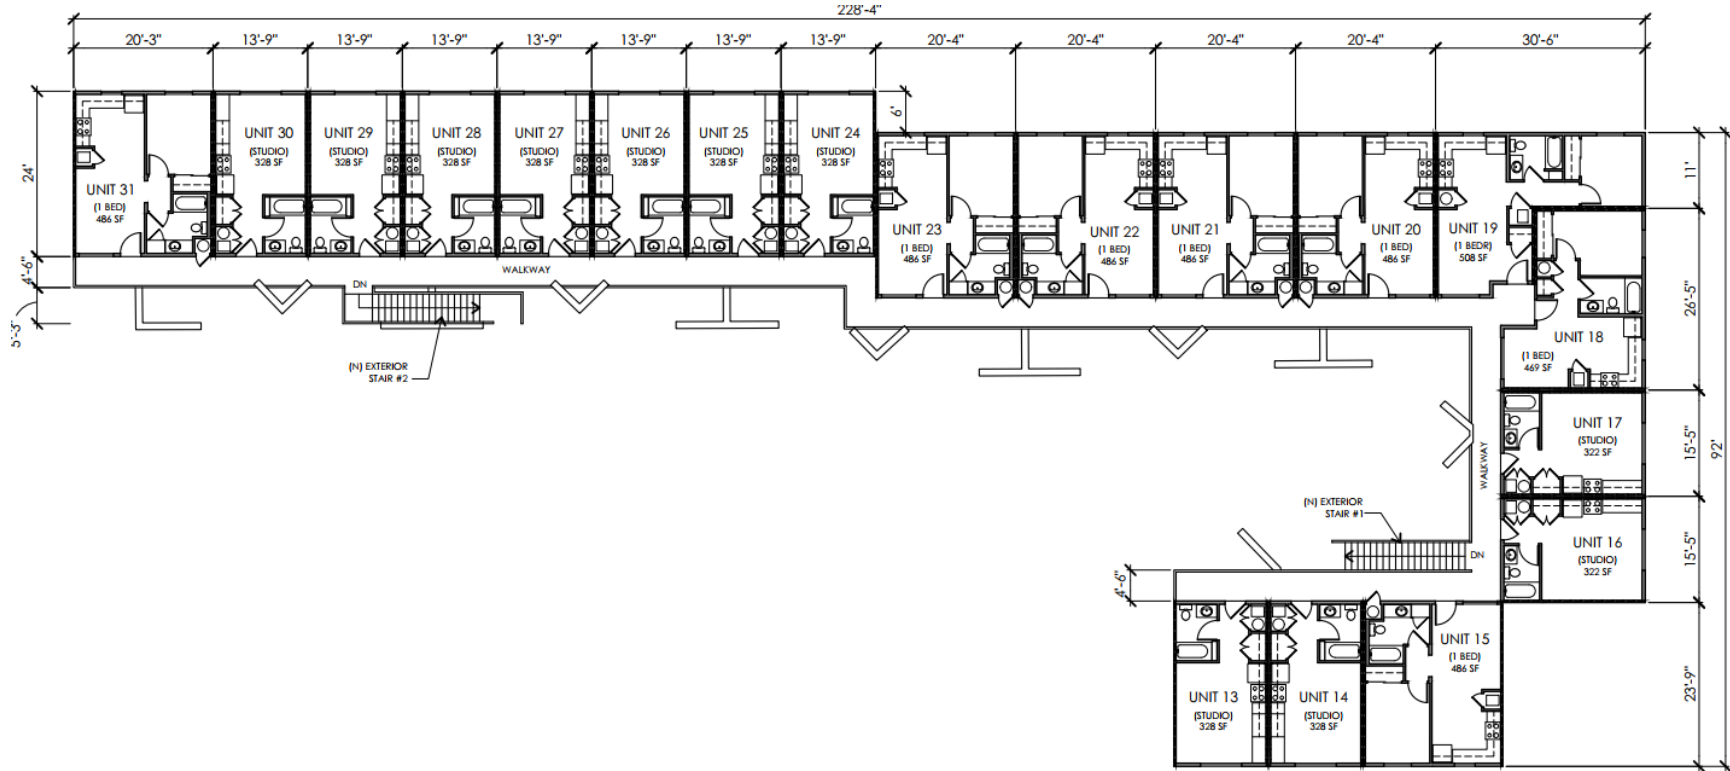 228'-4"
20'-3"
13'-9"
13'-9"
13'-9"
13'-9"
13'-9"
13'-9"
13'-9"
20'-4"
20'-4"
20'-4"
20'-4"
30'-6"
24'
4'-6"
5'-3"
6'
UNIT 31
(1 BED)
486 SF
UNIT 30
(STUDIO)
328 SF
UNIT 29
(STUDIO)
328 SF
UNIT 28
(STUDIO)
328 SF
UNIT 27
(STUDIO)
328 SF
UNIT 26
(STUDIO)
328 SF
UNIT 25
(STUDIO)
328 SF
UNIT 24
(STUDIO)
328 SF
UNIT 23
(1 BED)
486 SF
UNIT 22
(1 BED)
486 SF
UNIT 21
(1 BED)
486 SF
UNIT 20
(1 BED)
486 SF
UNIT 19
(1 BEDR)
508 SF
WALKWAY
DN
(N) EXTERIOR
STAIR #2
UNIT 18
(1 BED)
469 SF
UNIT 17
(STUDIO)
322 SF
WALKWAY
(N) EXTERIOR
STAIR #1
DN
UNIT 16
(STUDIO)
322 SF
4'-6"
UNIT 13
(STUDIO)
328 SF
UNIT 14
(STUDIO)
328 SF
UNIT 15
(1 BED)
486 SF
11'
26'-5"
15'-5"
15'-5"
23'-9"
92'